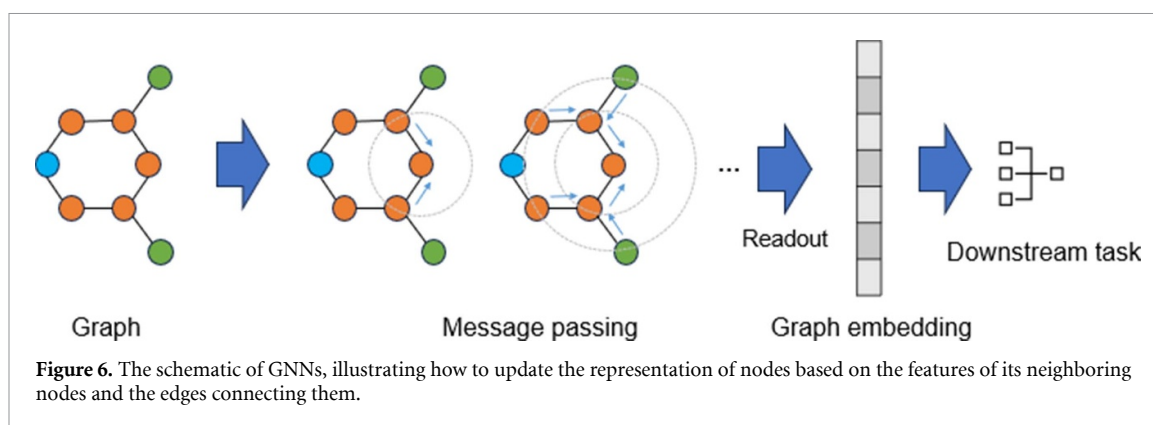 ...
Readout
Downstream task
Graph
Message passing
Graph embedding
Figure 6. The schematic of GNNs, illustrating how to update the representation of nodes based on the features of its neighboring
nodes and the edges connecting them.